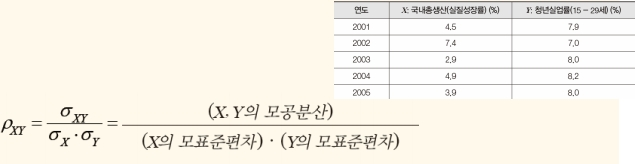 연도 X: 국내총생산(실질성장률) (%) Y: 청년실업률(15 - 29세) (%)
2001 4.5 7.9
2002 7.4 7.0
2003 2.9 8.0
2004 4.9 8.2
2005 3.9 8.0
ρXY = σXY / σX · σY = (X, Y의 모공분산) / (X의 모표준편차) · (Y의 모표준편차)